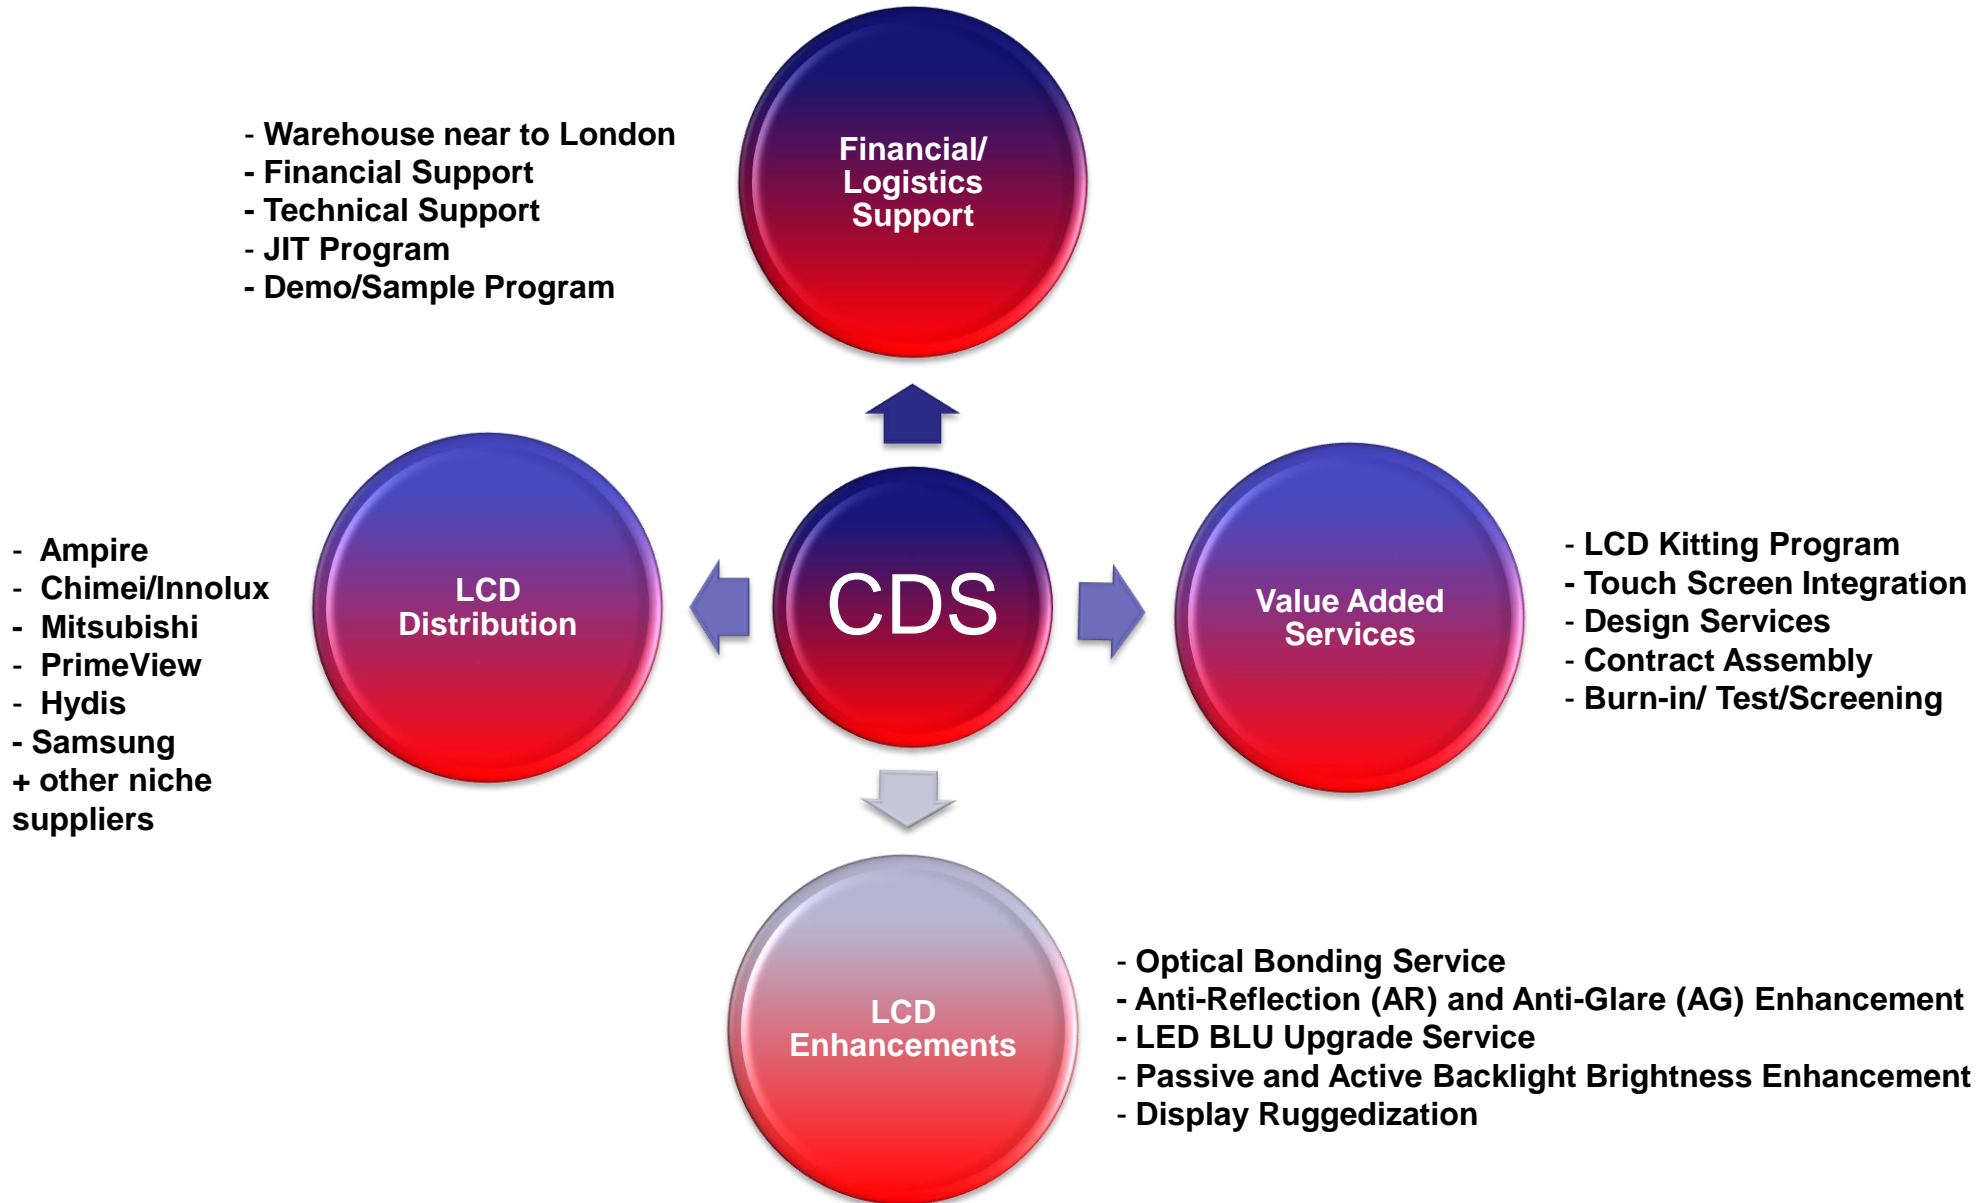 - Warehouse near to London
- Financial Support
- Technical Support
- JIT Program
- Demo/Sample Program
Financial/
Logistics
Support
- Ampire
- Chimei/Innolux
- Mitsubishi
- PrimeView
- Hydis
- Samsung
+ other niche
suppliers
LCD
Distribution
CDS
Value Added
Services
- LCD Kitting Program
- Touch Screen Integration
- Design Services
- Contract Assembly
- Burn-in/ Test/Screening
LCD
Enhancements
- Optical Bonding Service
- Anti-Reflection (AR) and Anti-Glare (AG) Enhancement
- LED BLU Upgrade Service
- Passive and Active Backlight Brightness Enhancement
- Display Ruggedization